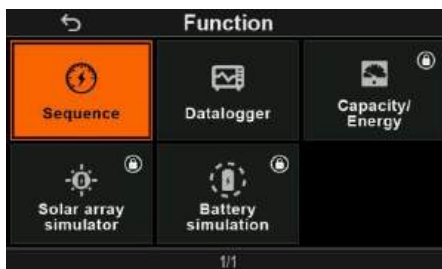 Function
Sequence
Datalogger
Capacity/
Energy
Solar array
simulator
Battery
simulation
1/1